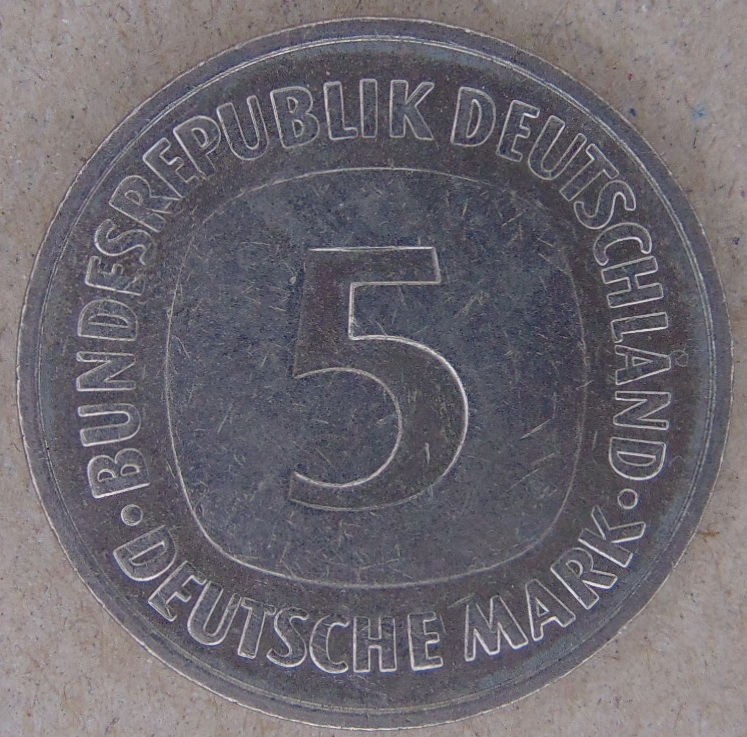 BUNDESREPUBLIK DEUTSCHLAND
5
· DEUTSCHE MARK ·